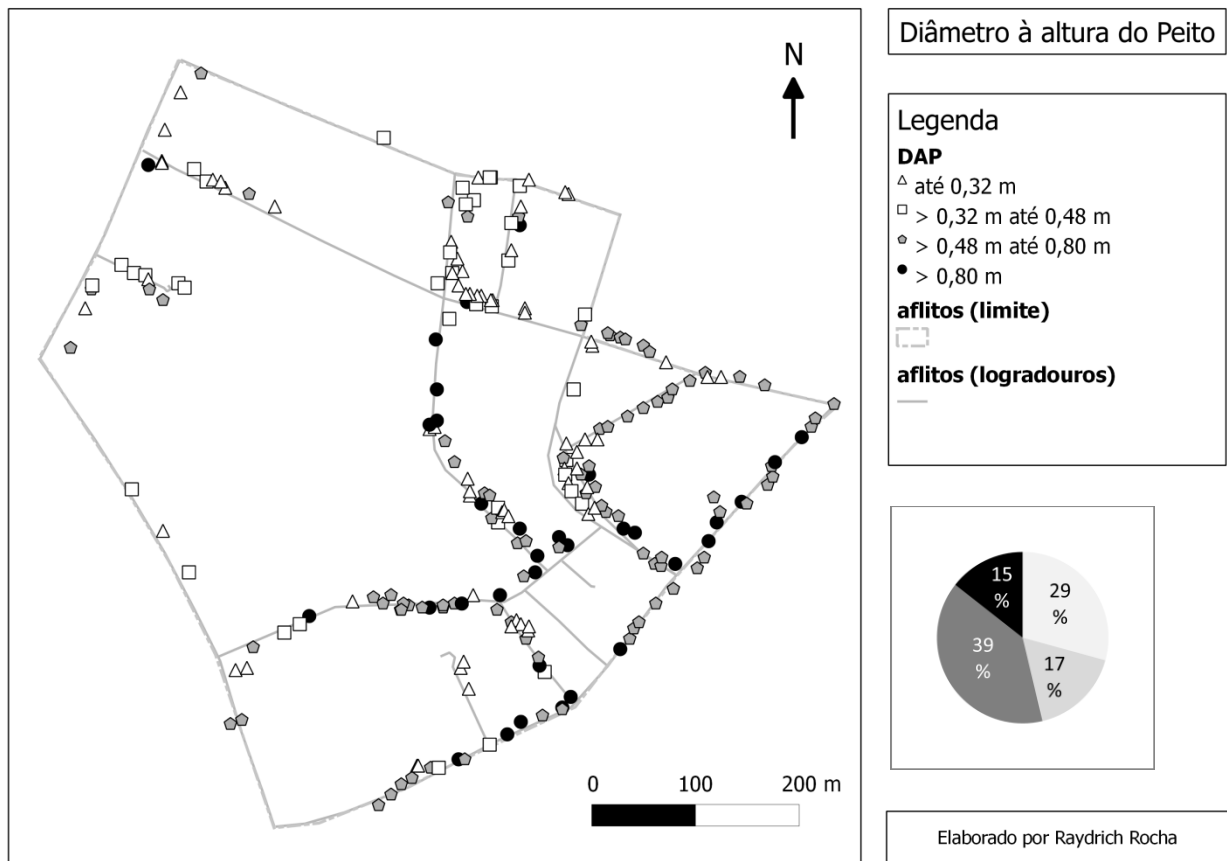 N
0 100 200 m
Diâmetro à altura do Peito
Legenda
DAP
até 0,32 m
> 0,32 m até 0,48 m
> 0,48 m até 0,80 m
> 0,80 m
aflitos (limite)
aflitos (logradouros)
15
%
29
%
39
%
17
%
Elaborado por Raydrich Rocha